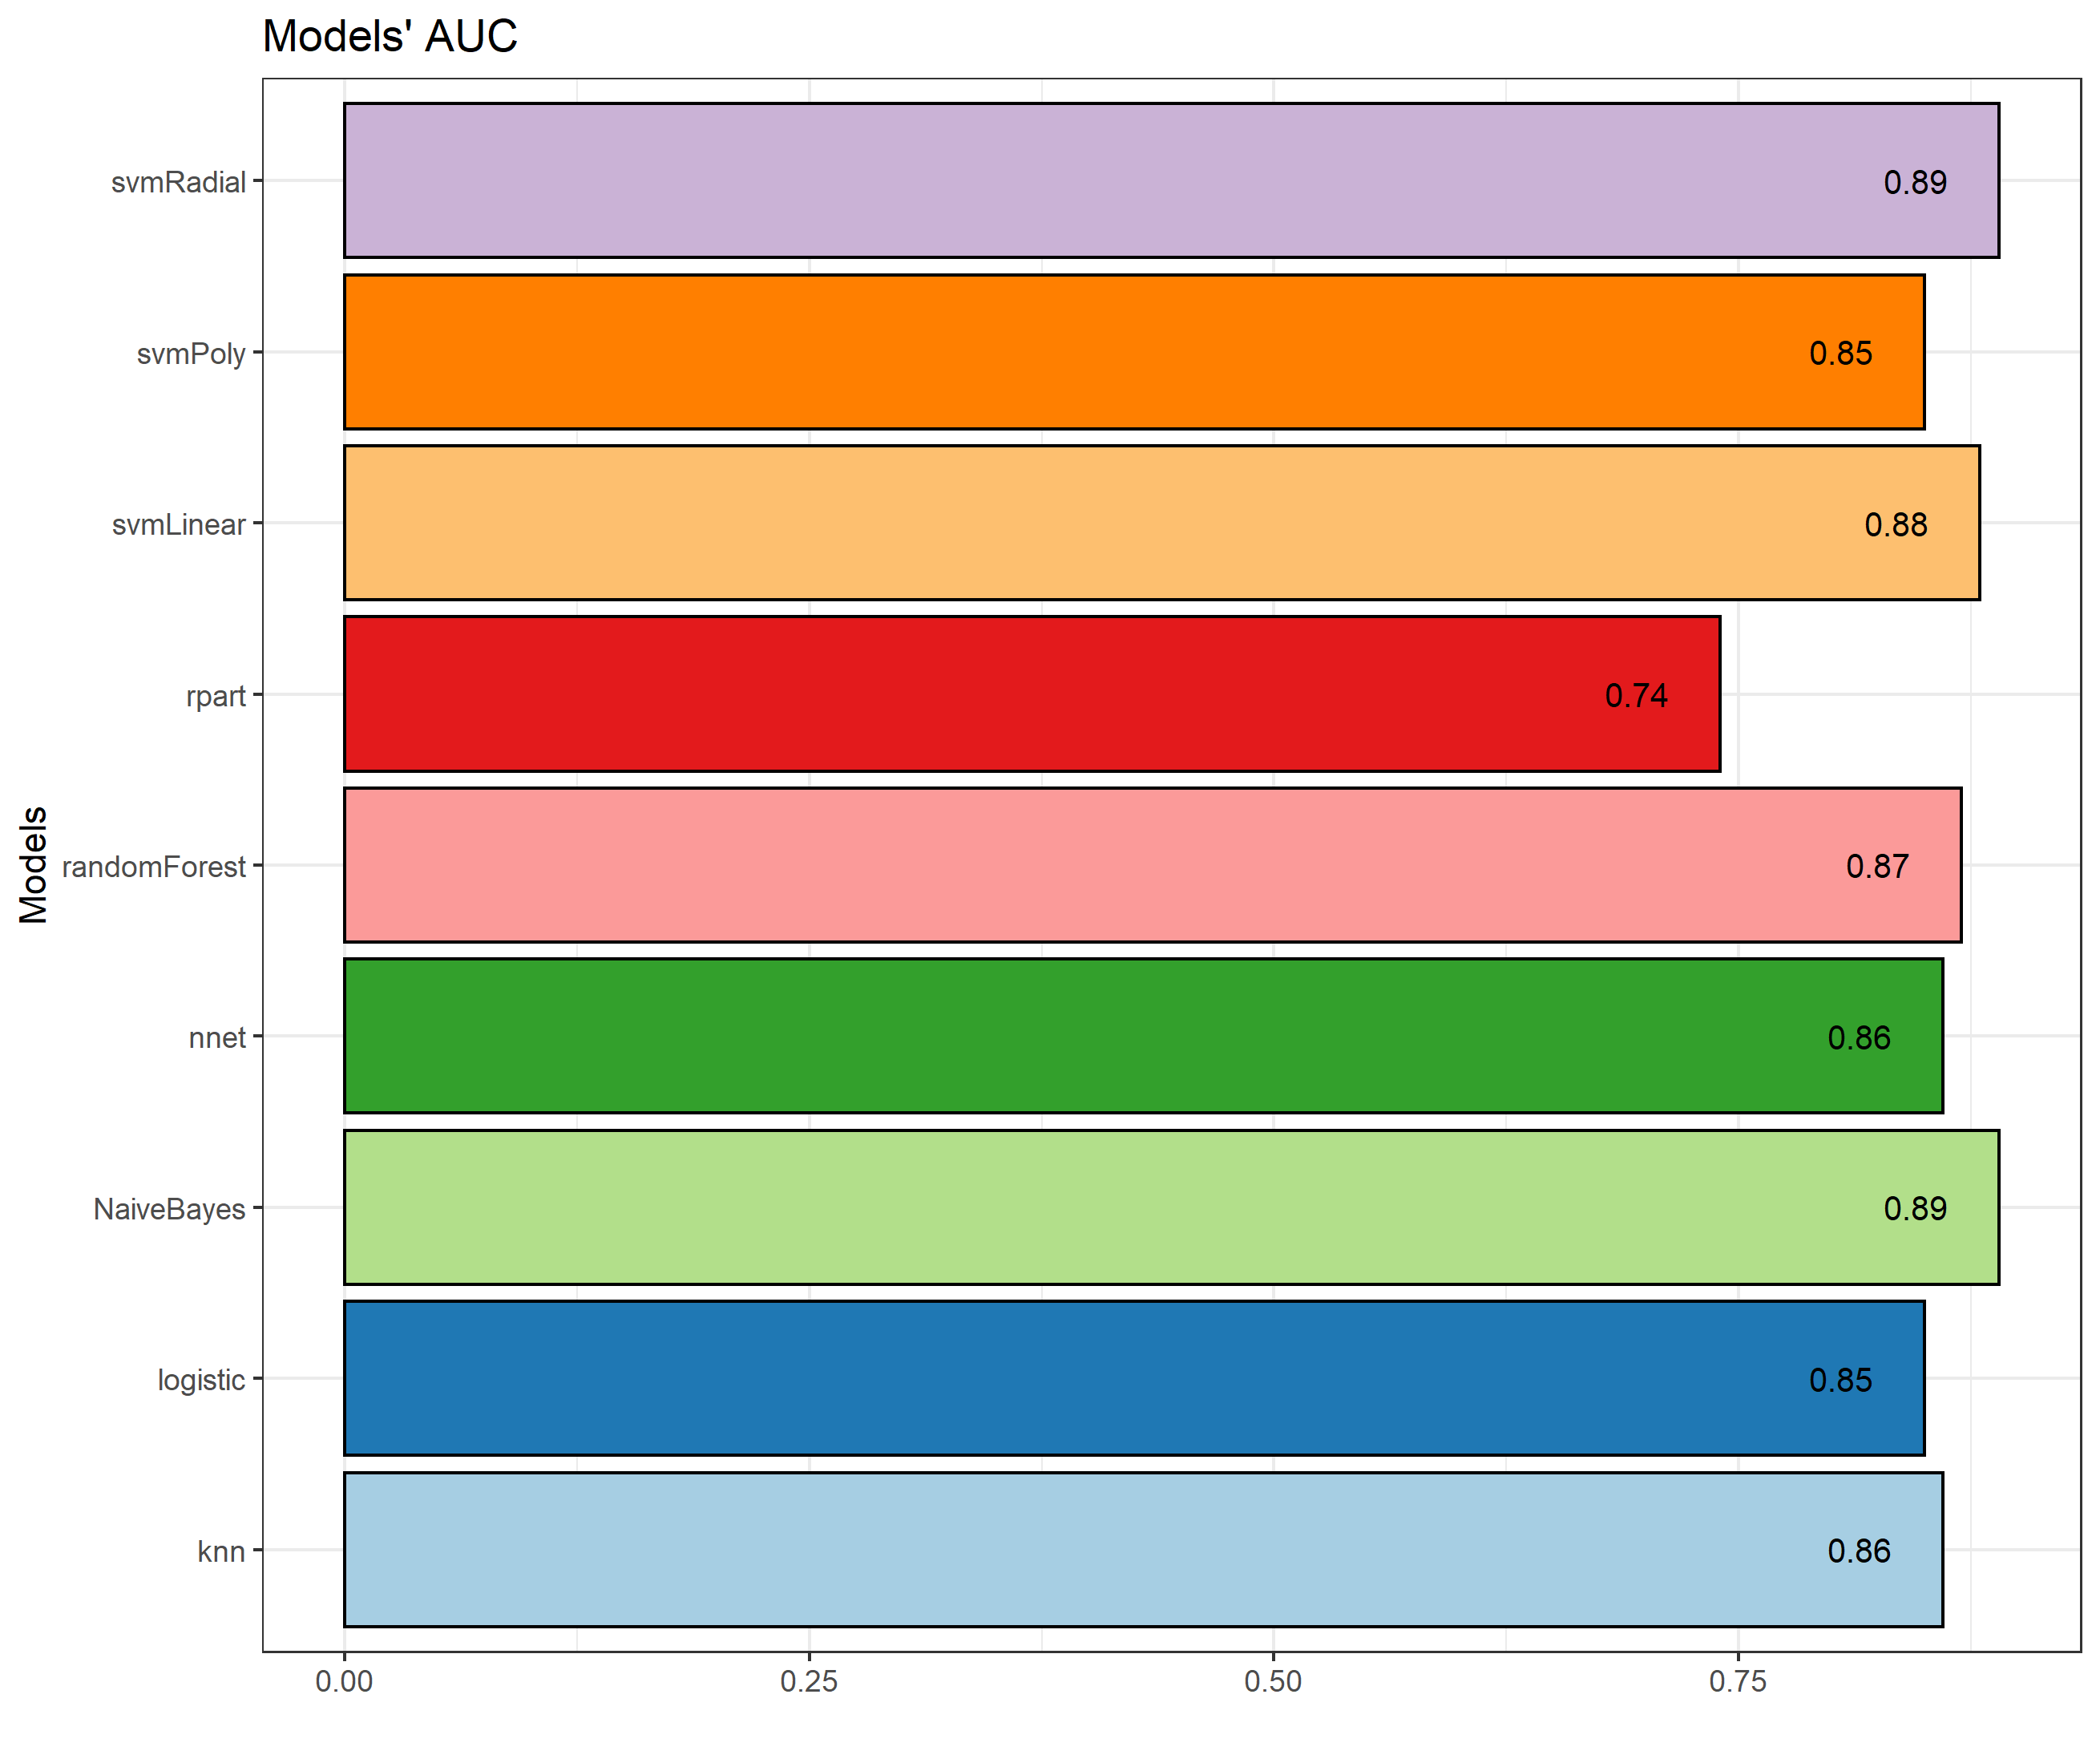 Models' AUC
svmRadial
0.89
svmPoly
0.85
svmLinear
0.88
rpart
0.74
Models
randomForest
0.87
nnet
0.86
NaiveBayes
0.89
logistic
0.85
knn
0.86
0.00
0.25
0.50
0.75